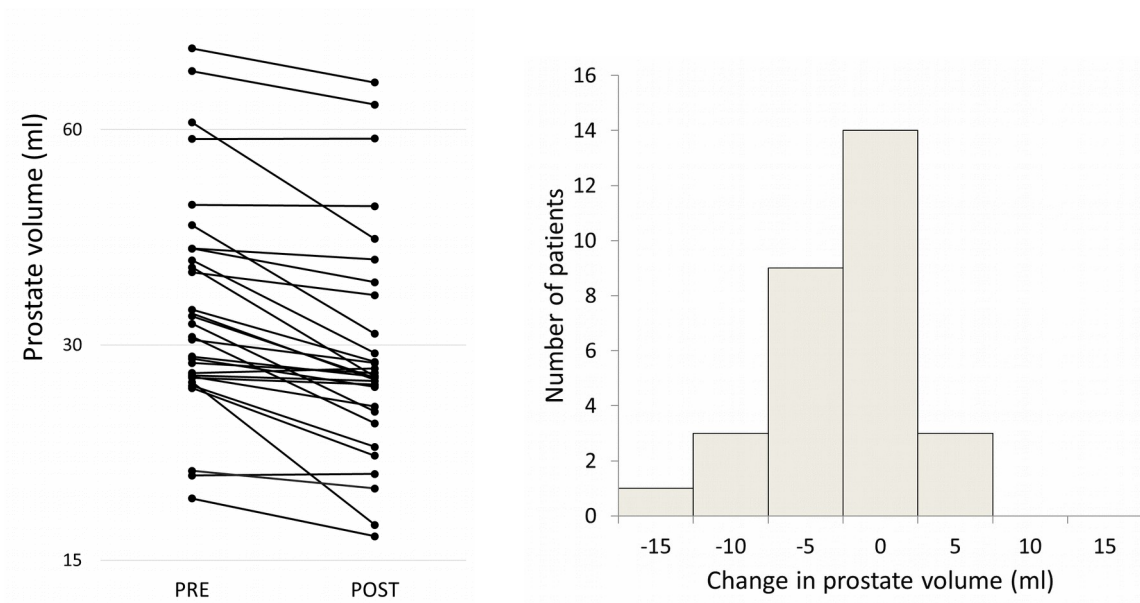 Prostate volume (ml)
60
30
15
PRE POST
Number of patients
16
14
12
10
8
6
4
2
0
-15 -10 -5 0 5 10 15
Change in prostate volume (ml)